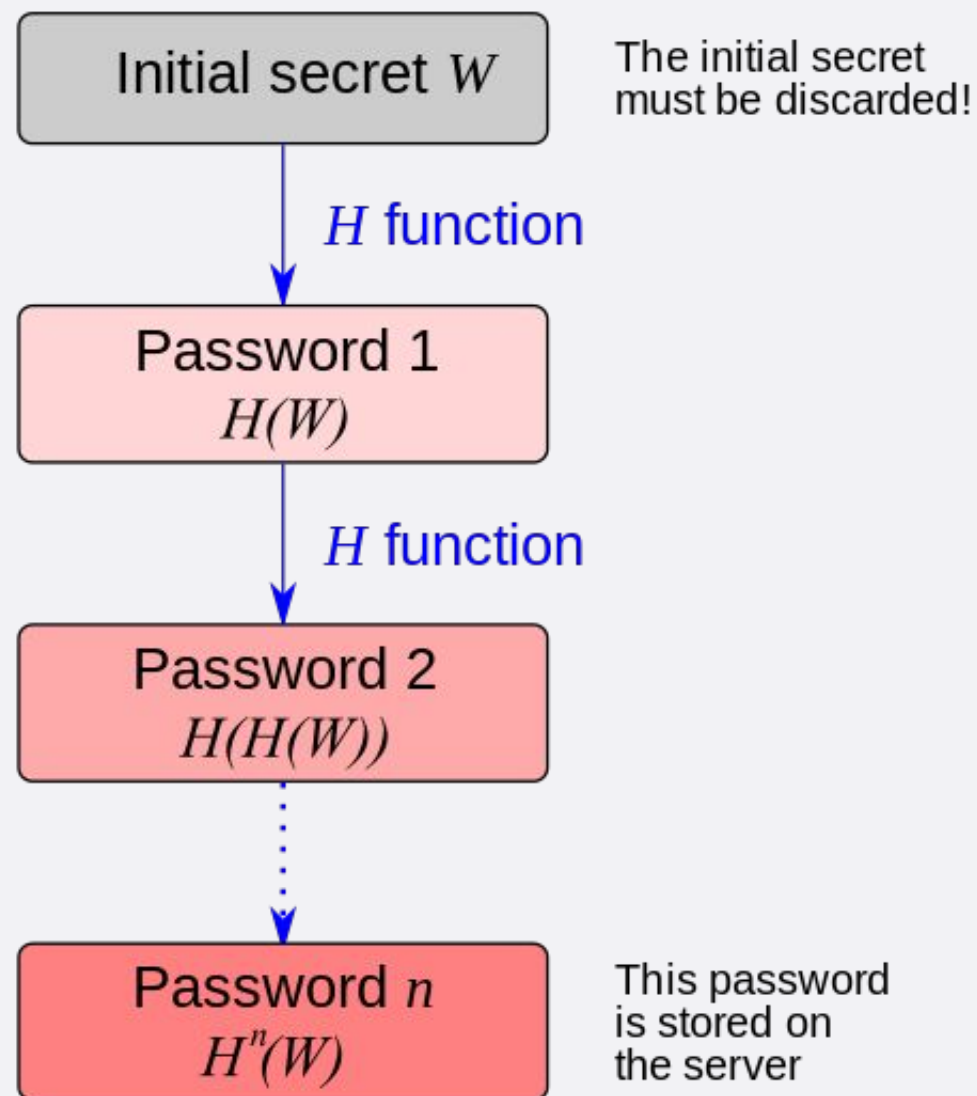 Initial secret W
The initial secret
must be discarded!
H function
Password 1
H(W)
H function
Password 2
H(H(W))
Password n
Hⁿ(W)
This password
is stored on
the server